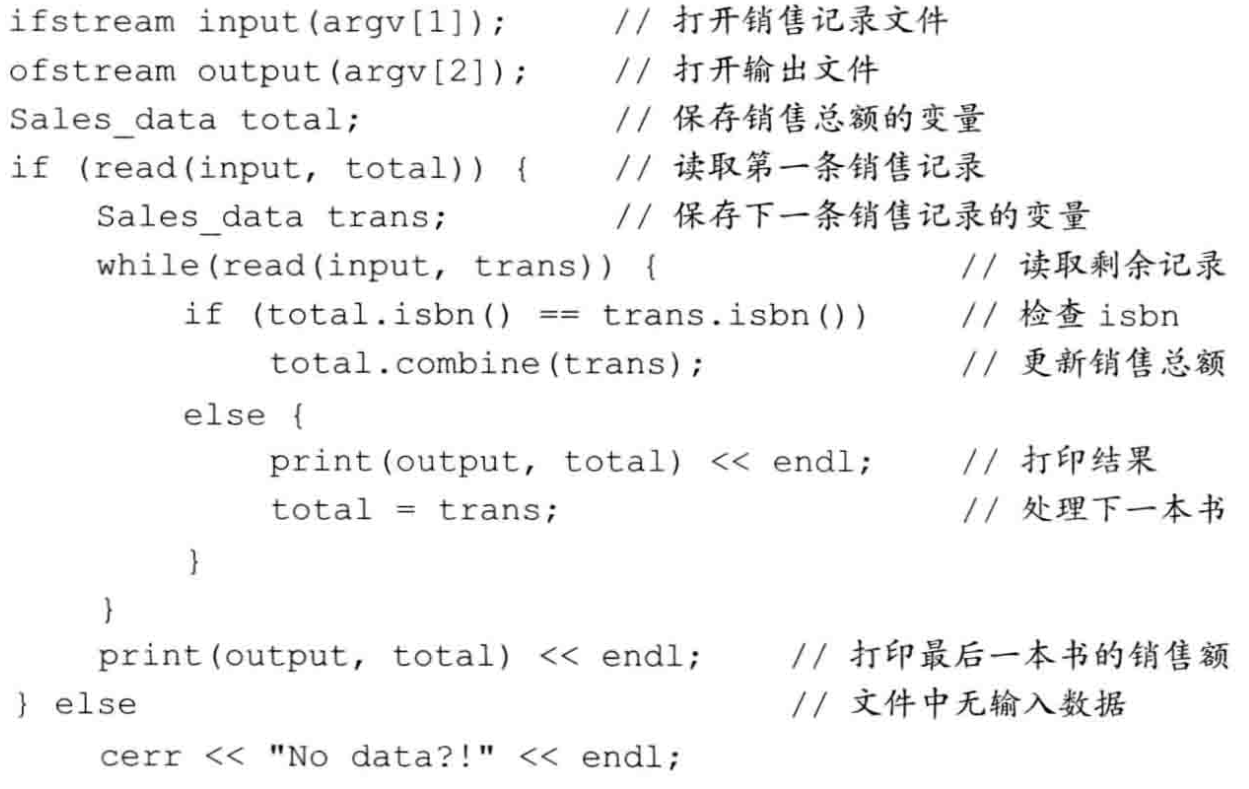 ifstream input(argv[1]);      // 打开销售记录文件
ofstream output(argv[2]);     // 打开输出文件
Sales_data total;             // 保存销售总额的变量
if (read(input, total)) {     // 读取第一条销售记录
    Sales_data trans;         // 保存下一条销售记录的变量
    while(read(input, trans)) {              // 读取剩余记录
        if (total.isbn() == trans.isbn())    // 检查 isbn
            total.combine(trans);            // 更新销售总额
        else {
            print(output, total) << endl;    // 打印结果
            total = trans;                   // 处理下一本书
        }
    }
    print(output, total) << endl;    // 打印最后一本书的销售额
} else                               // 文件中无输入数据
    cerr << "No data?!" << endl;